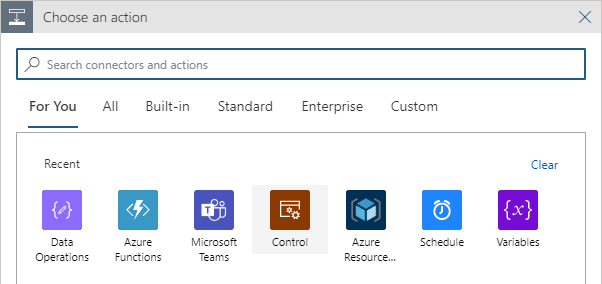 Choose an action
Search connectors and actions
For You All Built-in Standard Enterprise Custom
Recent Clear
Data Operations
Azure Functions
Microsoft Teams
Control
Azure Resource...
Schedule
Variables